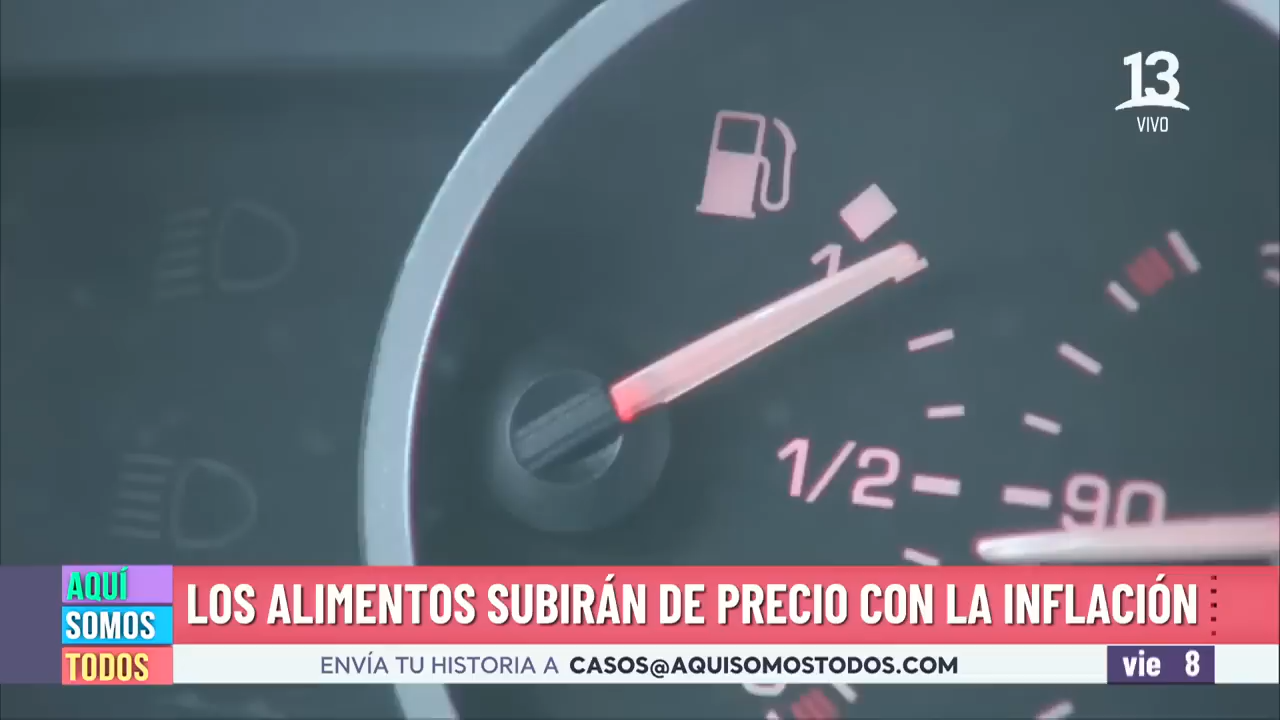 13
VIVO
1
1/2
90
AQUÍ
SOMOS
TODOS
LOS ALIMENTOS SUBIRÁN DE PRECIO CON LA INFLACIÓN
ENVÍA TU HISTORIA A CASOS@AQUISOMOSTODOS.COM
vie 8